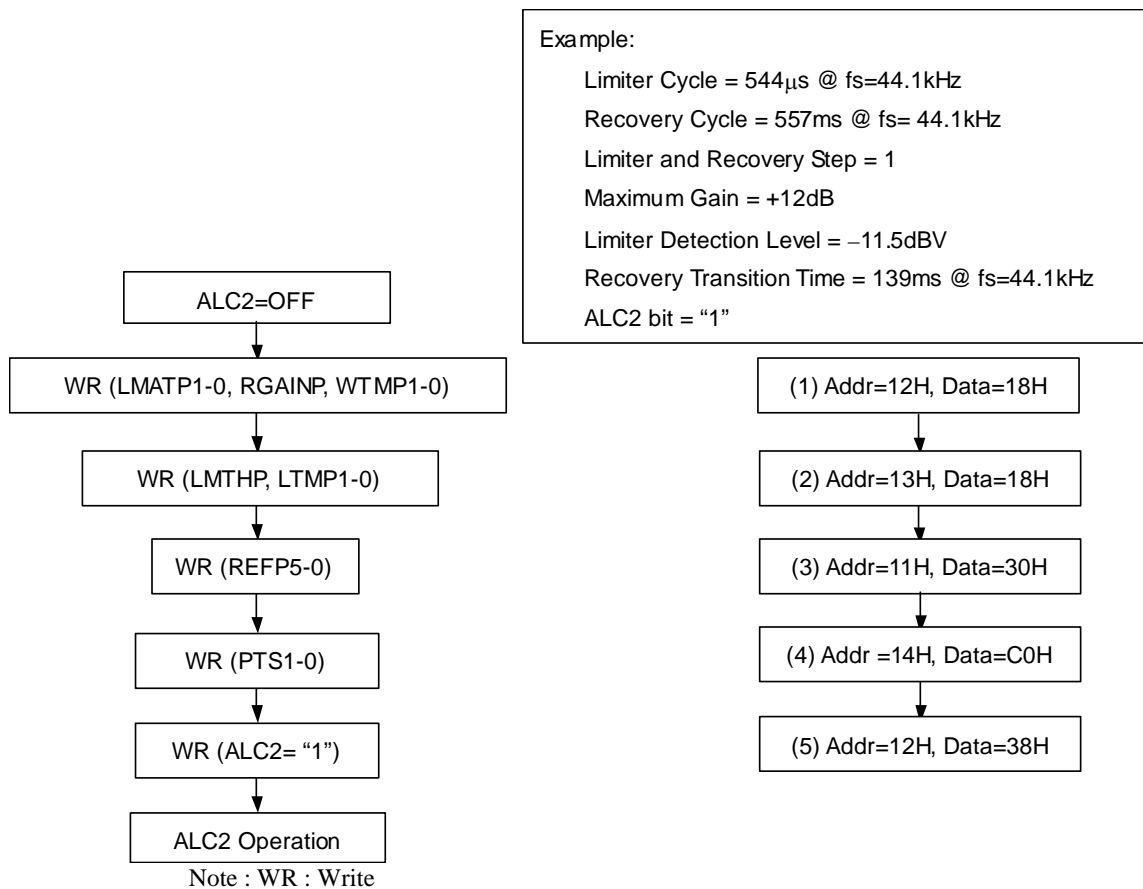 Example:
Limiter Cycle = 544μs @ fs=44.1kHz
Recovery Cycle = 557ms @ fs= 44.1kHz
Limiter and Recovery Step = 1
Maximum Gain = +12dB
Limiter Detection Level = −11.5dBV
Recovery Transition Time = 139ms @ fs=44.1kHz
ALC2 bit = “1”
ALC2=OFF
WR (LMATP1-0, RGAINP, WTMP1-0)
WR (LMTHP, LTMP1-0)
WR (REFP5-0)
WR (PTS1-0)
WR (ALC2= “1”)
ALC2 Operation
Note : WR : Write
(1) Addr=12H, Data=18H
(2) Addr=13H, Data=18H
(3) Addr=11H, Data=30H
(4) Addr =14H, Data=C0H
(5) Addr=12H, Data=38H